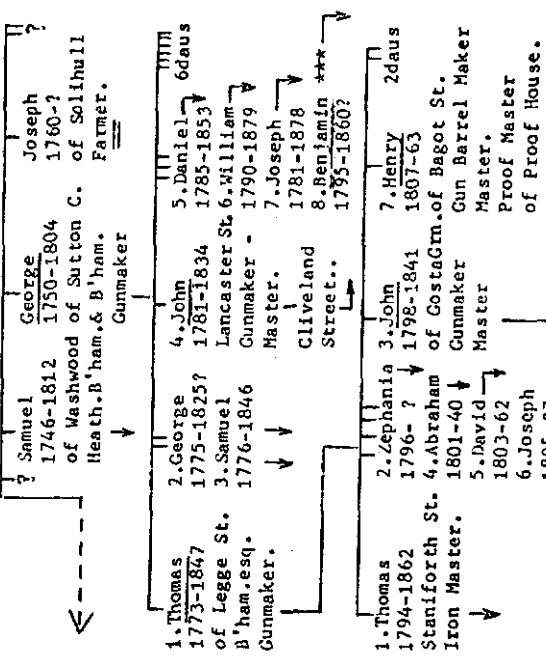 ?
Samuel
1746-1812
of Washwood
Heath.B'ham.
George
1750-1804
of Sutton C.
& B'ham.
Gunmaker
Joseph
1760-?
of Solihull
Farmer.
?
1.Thomas
1773-1847
of Legge St.
B'ham.esq.
Gunmaker.
2.George
1775-1825?
3.Samuel
1776-1846
4.John
1781-1834
Lancaster St.
Gunmaker -
Master.
Cliveland
Street..
5.Daniel
1785-1853
6.William
1790-1879
7.Joseph
1781-1878
8.Benjamin ***
1795-1860?
6daus
1.Thomas
1794-1862
Staniforth St.
Iron Master.
2.Zephania
1796- ?
4.Abraham
1801-40
5.David
1803-62
6.Joseph
3.John
1798-1841
of GostaGrn.
Gunmaker
Master
7.Henry
1807-63
of Bagot St.
Gun Barrel Maker
Master.
Proof Master
of Proof House.
2daus